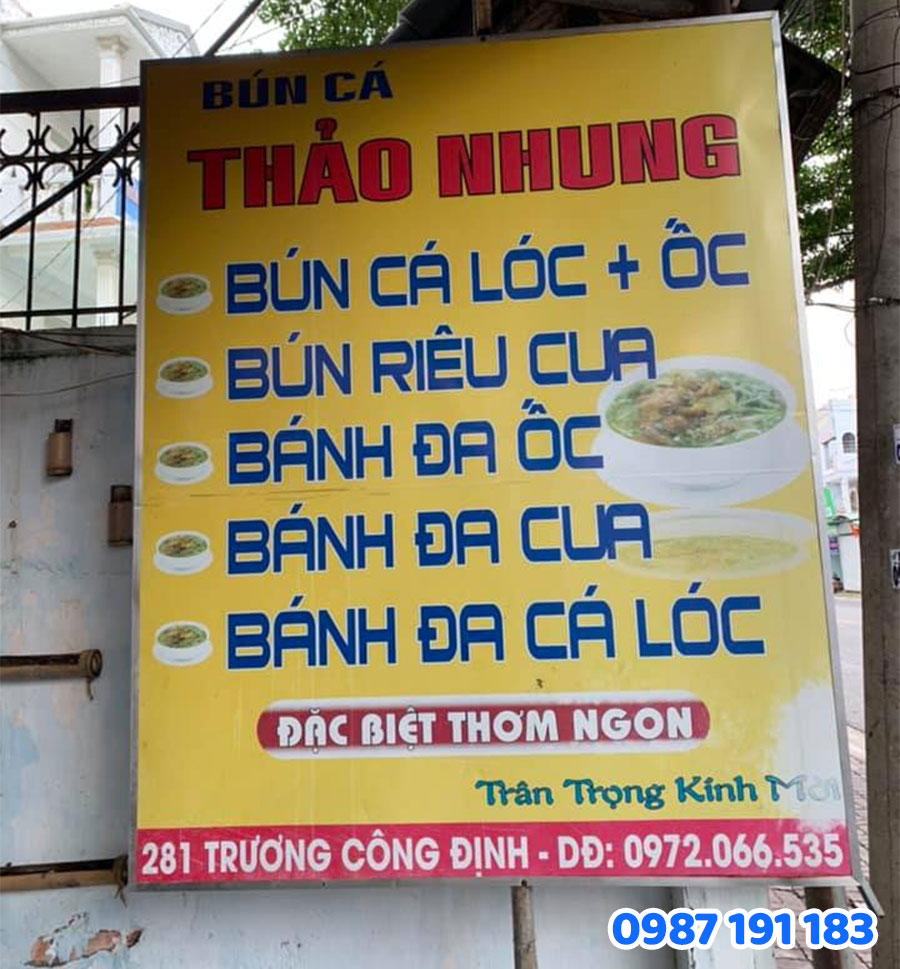 BÚN CÁ
THẢO NHUNG
BÚN CÁ LÓC + ỐC
BÚN RIÊU CUA
BÁNH ĐA ỐC
BÁNH ĐA CUA
BÁNH ĐA CÁ LÓC
ĐẶC BIỆT THƠM NGON
Trân Trọng Kính Mời
281 TRƯƠNG CÔNG ĐỊNH - DĐ: 0972.066.535
0987 191 183